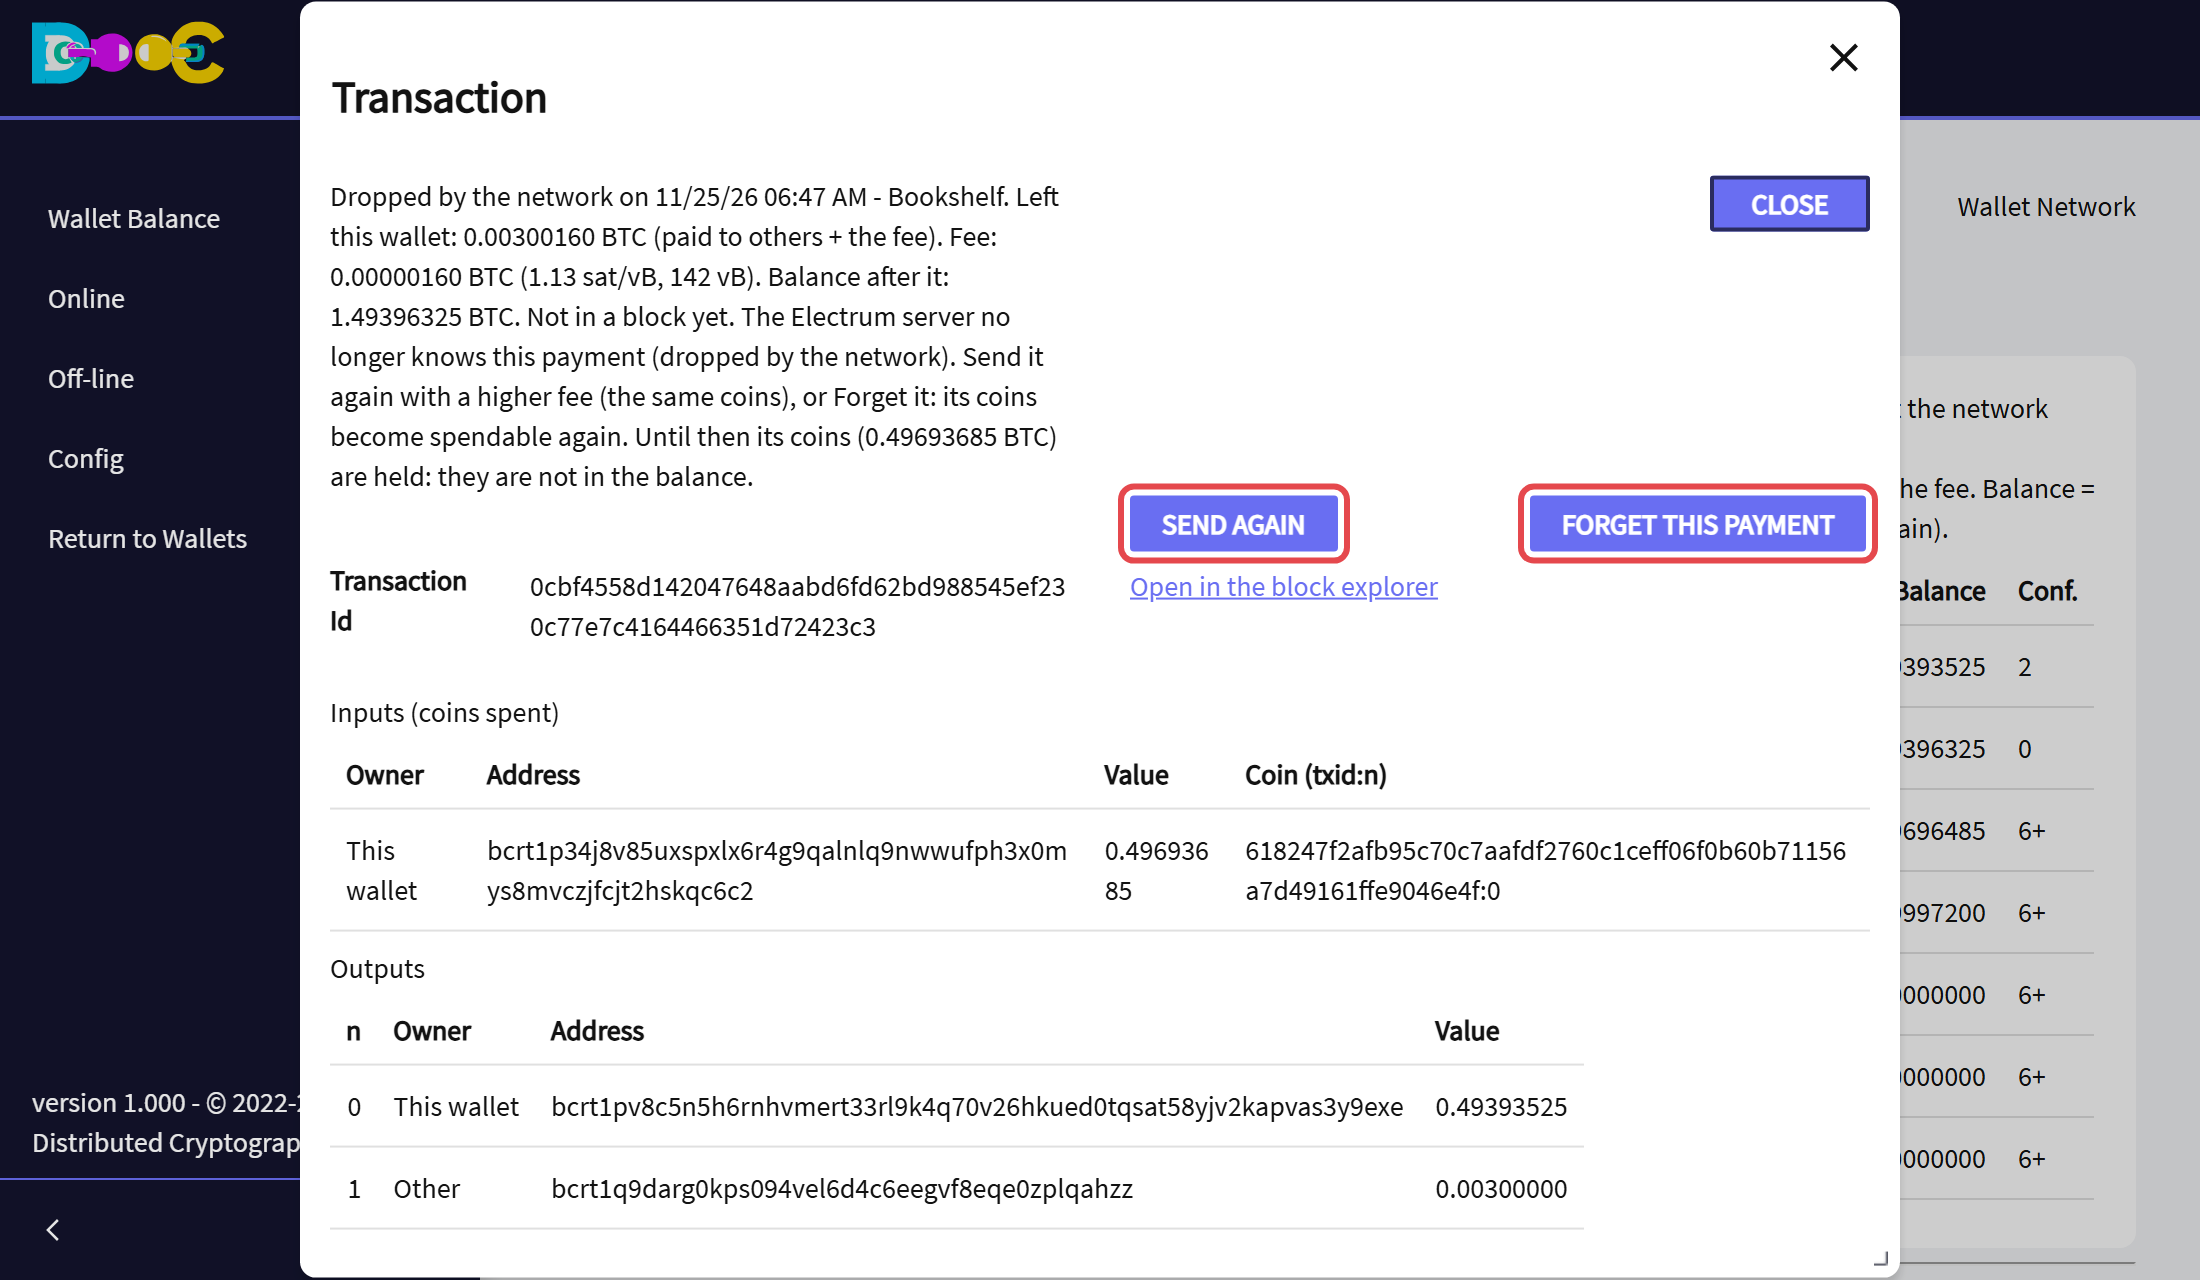 DOOC
Transaction
Dropped by the network on 11/25/26 06:47 AM - Bookshelf. Left
this wallet: 0.00300160 BTC (paid to others + the fee). Fee:
0.00000160 BTC (1.13 sat/vB, 142 vB). Balance after it:
1.49396325 BTC. Not in a block yet. The Electrum server no
longer knows this payment (dropped by the network). Send it
again with a higher fee (the same coins), or Forget it: its coins
become spendable again. Until then its coins (0.49693685 BTC)
are held: they are not in the balance.
CLOSE
SEND AGAIN
FORGET THIS PAYMENT
Transaction
Id
0cbf4558d142047648aabd6fd62bd988545ef23
0c77e7c4164466351d72423c3
Open in the block explorer
Inputs (coins spent)
Owner Address Value Coin (txid:n)
This bcrt1p34j8v85uxspxlx6r4g9qalnlq9nwwufph3x0m 0.496936 618247f2afb95c70c7aafdf2760c1ceff06f0b60b71156
wallet ys8mvczjfcjt2hskqc6c2 85 a7d49161ffe9046e4f:0
Outputs
n Owner Address Value
0 This wallet bcrt1pv8c5n5h6rnhvmert33rl9k4q70v26hkued0tqsat58yjv2kapvas3y9exe 0.49393525
1 Other bcrt1q9darg0kps094vel6d4c6eegvf8eqe0zplqahzz 0.00300000
Wallet Balance
Online
Off-line
Config
Return to Wallets
version 1.000 - © 2022-
Distributed Cryptograp
Wallet Network
the network
he fee. Balance =
ain).
Balance Conf.
393525 2
396325 0
696485 6+
997200 6+
000000 6+
000000 6+
000000 6+